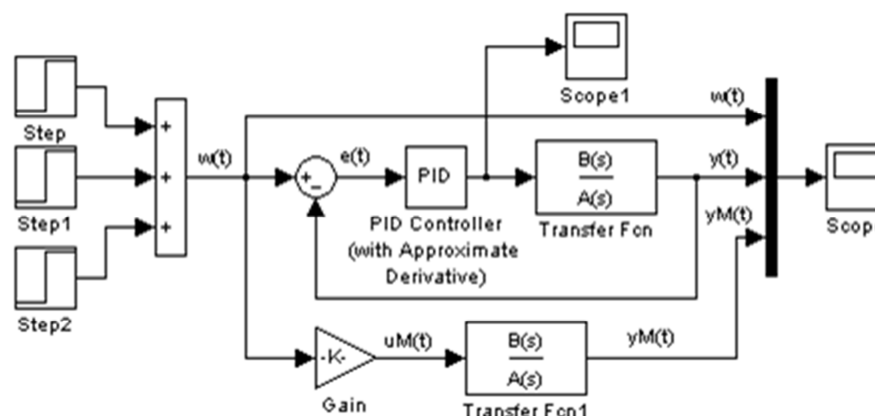 Step
Step1
Step2
+
+
+
w(t)
+
−
e(t)
PID
PID Controller
(with Approximate
Derivative)
Scope1
B(s)
A(s)
Transfer Fcn
w(t)
y(t)
yM(t)
Scop
-K-
Gain
uM(t)
B(s)
A(s)
Transfer Fcn1
yM(t)